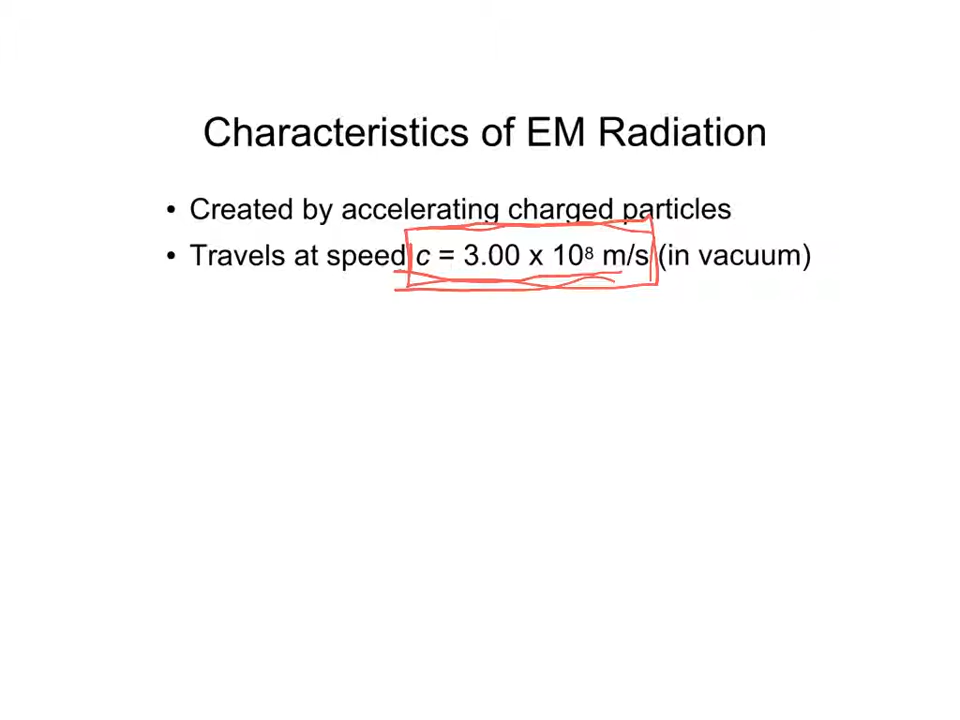 Characteristics of EM Radiation
• Created by accelerating charged particles
• Travels at speed c = 3.00 x 10⁸ m/s (in vacuum)